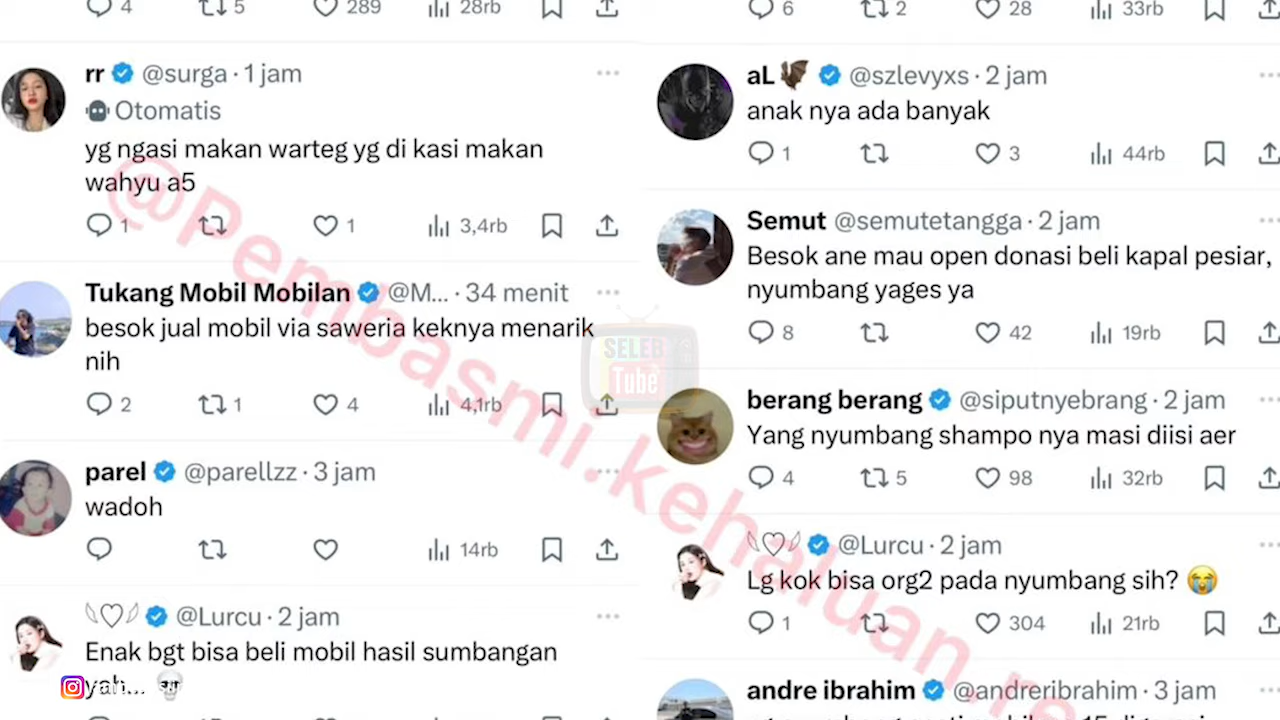 4 5 289 28rb
rr @surga · 1 jam
Otomatis
yg ngasi makan warteg yg di kasi makan
wahyu a5
1 1 3,4rb
Tukang Mobil Mobilan @M... · 34 menit
besok jual mobil via saweria keknya menarik
nih
2 1 4 4,1rb
parel @parellzz · 3 jam
wadoh
14rb
@Lurcu · 2 jam
Enak bgt bisa beli mobil hasil sumbangan
yah... 💀
6 2 28 33rb
aL 🦇 @szlevyxs · 2 jam
anak nya ada banyak
1 3 44rb
Semut @semutetangga · 2 jam
Besok ane mau open donasi beli kapal pesiar,
nyumbang yages ya
8 42 19rb
berang berang @siputnyebrang · 2 jam
Yang nyumbang shampo nya masi diisi aer
4 5 98 32rb
@Lurcu · 2 jam
Lg kok bisa org2 pada nyumbang sih? 😭
1 304 21rb
andre ibrahim @andreribrahim · 3 jam
@Pembasmi.kehaluan.re
SELEB
Tube